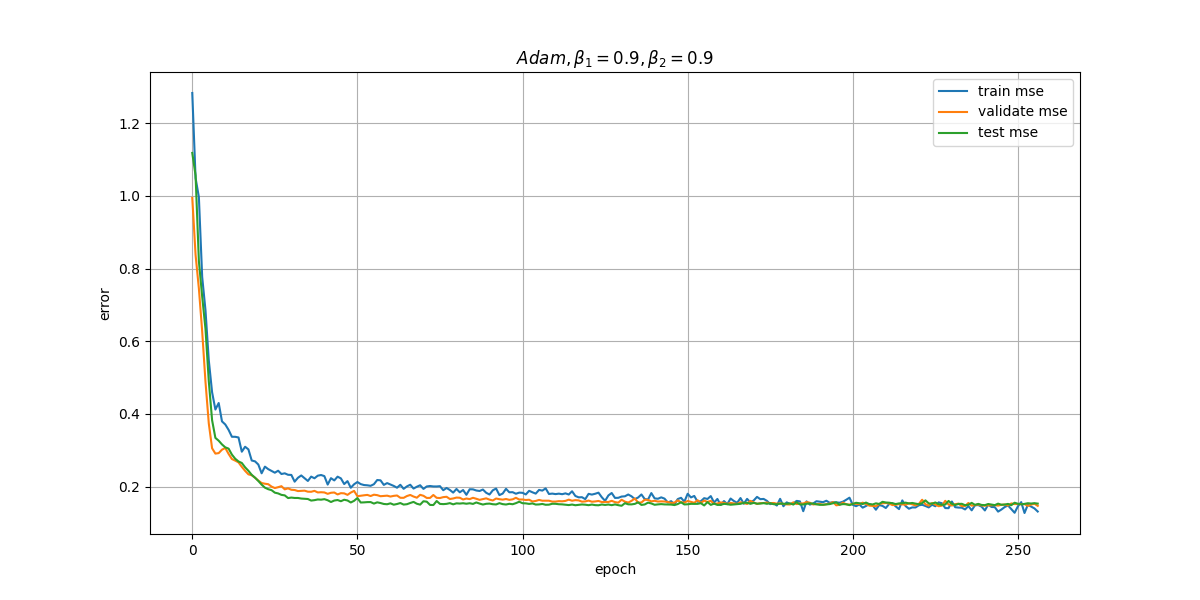 Adam, β₁ = 0.9, β₂ = 0.9
train mse
validate mse
test mse
1.2
1.0
0.8
0.6
0.4
0.2
error
0 50 100 150 200 250
epoch